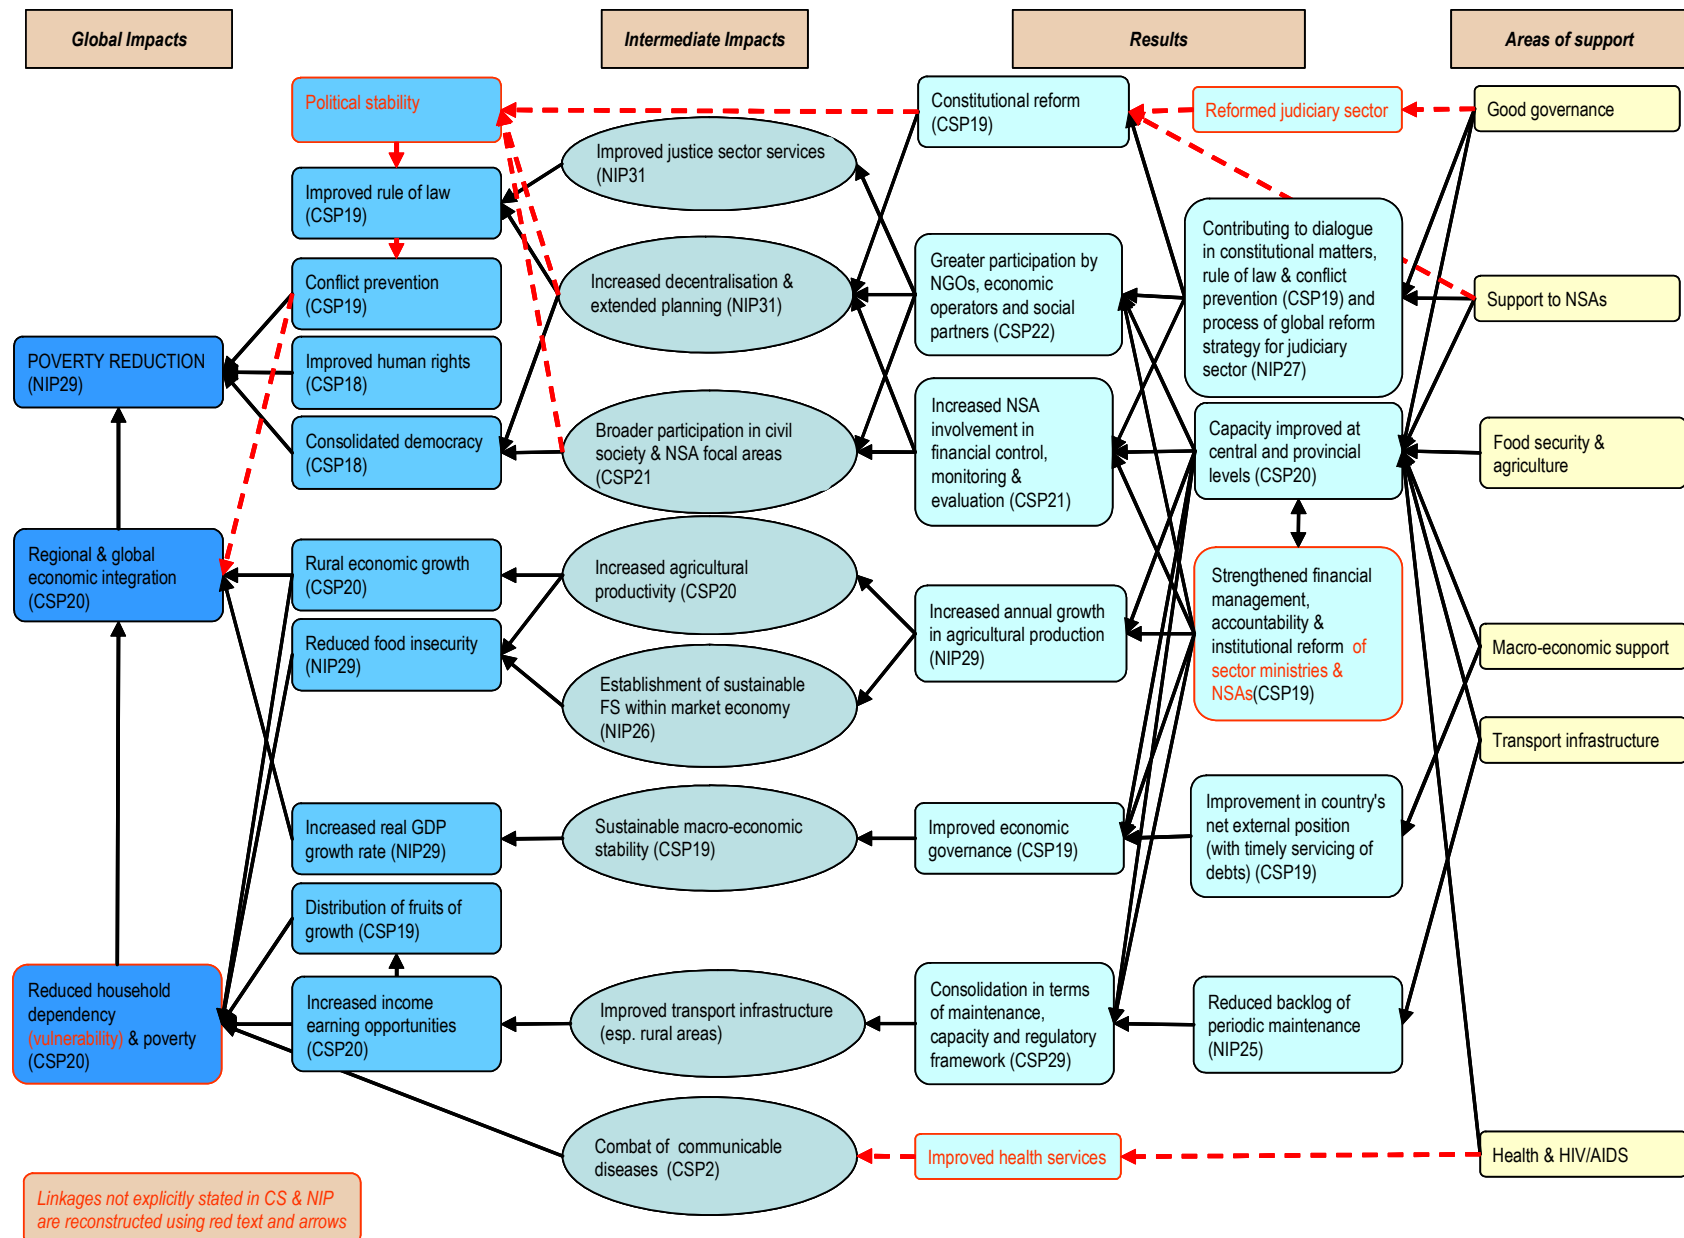 Global Impacts
Intermediate Impacts
Results
Areas of support
Political stability
Improved rule of law
(CSP19)
Conflict prevention
(CSP19)
POVERTY REDUCTION
(NIP29)
Improved human rights
(CSP18)
Consolidated democracy
(CSP18)
Regional & global
economic integration
(CSP20)
Rural economic growth
(CSP20)
Reduced food insecurity
(NIP29)
Increased real GDP
growth rate (NIP29)
Distribution of fruits of
growth (CSP19)
Reduced household
dependency
(vulnerability) & poverty
(CSP20)
Increased income
earning opportunities
(CSP20)
Improved justice sector services
(NIP31
Increased decentralisation &
extended planning (NIP31)
Broader participation in civil
society & NSA focal areas
(CSP21
Increased agricultural
productivity (CSP20
Establishment of sustainable
FS within market economy
(NIP26)
Sustainable macro-economic
stability (CSP19)
Improved transport infrastructure
(esp. rural areas)
Combat of communicable
diseases (CSP2)
Constitutional reform
(CSP19)
Greater participation by
NGOs, economic
operators and social
partners (CSP22)
Increased NSA
involvement in
financial control,
monitoring &
evaluation (CSP21)
Increased annual growth
in agricultural production
(NIP29)
Improved economic
governance (CSP19)
Consolidation in terms
of maintenance,
capacity and regulatory
framework (CSP29)
Improved health services
Reformed judiciary sector
Contributing to dialogue
in constitutional matters,
rule of law & conflict
prevention (CSP19) and
process of global reform
strategy for judiciary
sector (NIP27)
Capacity improved at
central and provincial
levels (CSP20)
Strengthened financial
management,
accountability &
institutional reform of
sector ministries &
NSAs(CSP19)
Improvement in country's
net external position
(with timely servicing of
debts) (CSP19)
Reduced backlog of
periodic maintenance
(NIP25)
Good governance
Support to NSAs
Food security &
agriculture
Macro-economic support
Transport infrastructure
Health & HIV/AIDS
Linkages not explicitly stated in CS & NIP
are reconstructed using red text and arrows